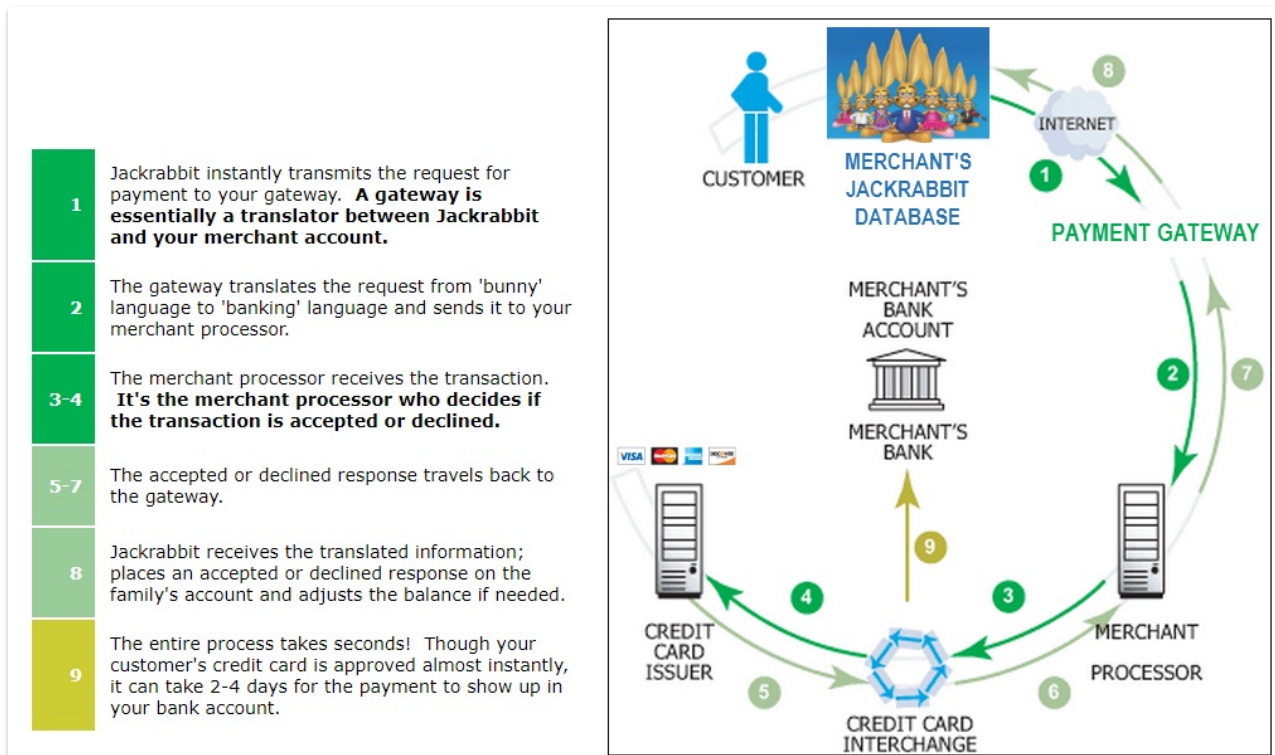 1
Jackrabbit instantly transmits the request for
payment to your gateway.  A gateway is
essentially a translator between Jackrabbit
and your merchant account.
2
The gateway translates the request from 'bunny'
language to 'banking' language and sends it to your
merchant processor.
3-4
The merchant processor receives the transaction.
It's the merchant processor who decides if
the transaction is accepted or declined.
5-7
The accepted or declined response travels back to
the gateway.
8
Jackrabbit receives the translated information;
places an accepted or declined response on the
family's account and adjusts the balance if needed.
9
The entire process takes seconds!  Though your
customer's credit card is approved almost instantly,
it can take 2-4 days for the payment to show up in
your bank account.
CUSTOMER
MERCHANT'S
JACKRABBIT
DATABASE
8
INTERNET
1
PAYMENT GATEWAY
MERCHANT'S
BANK
ACCOUNT
2
7
MERCHANT'S
BANK
VISA
MasterCard
DISCOVER
9
4
3
CREDIT
CARD
ISSUER
MERCHANT
PROCESSOR
5
6
CREDIT CARD
INTERCHANGE